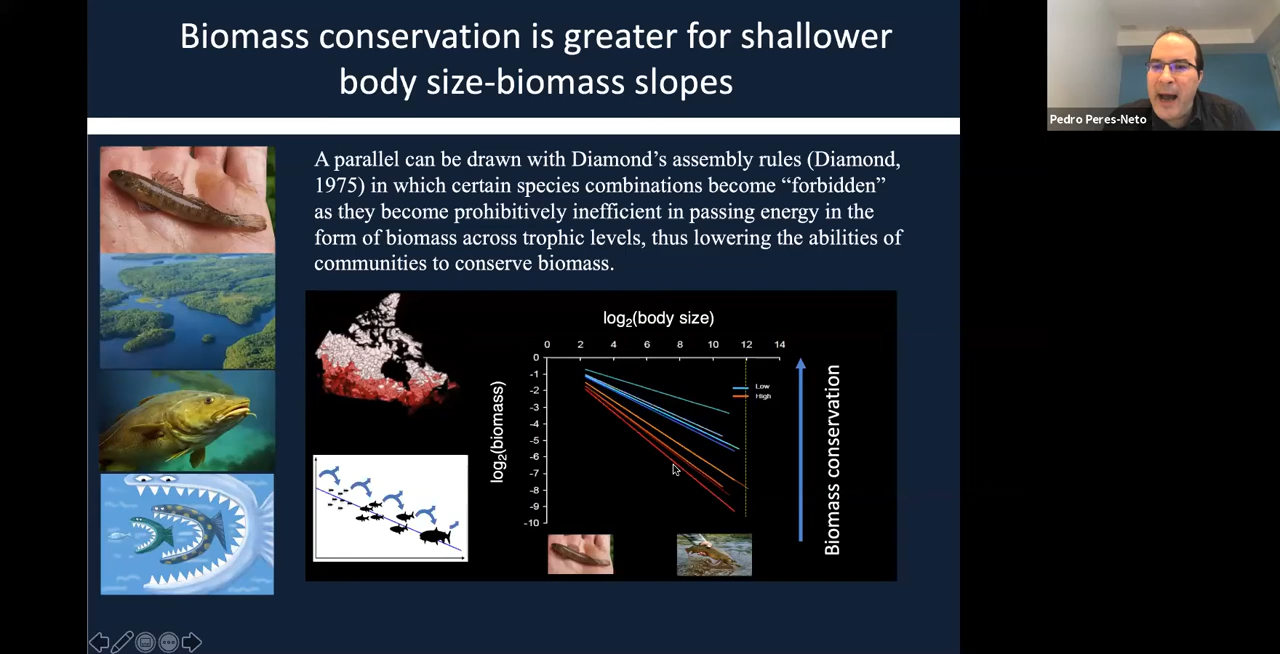 Biomass conservation is greater for shallower
body size-biomass slopes
Pedro Peres-Neto
A parallel can be drawn with Diamond’s assembly rules (Diamond,
1975) in which certain species combinations become “forbidden”
as they become prohibitively inefficient in passing energy in the
form of biomass across trophic levels, thus lowering the abilities of
communities to conserve biomass.
log₂(body size)
0 2 4 6 8 10 12 14
0
-1
-2
-3
-4
-5
-6
-7
-8
-9
-10
log₂(biomass)
Low
High
Biomass conservation